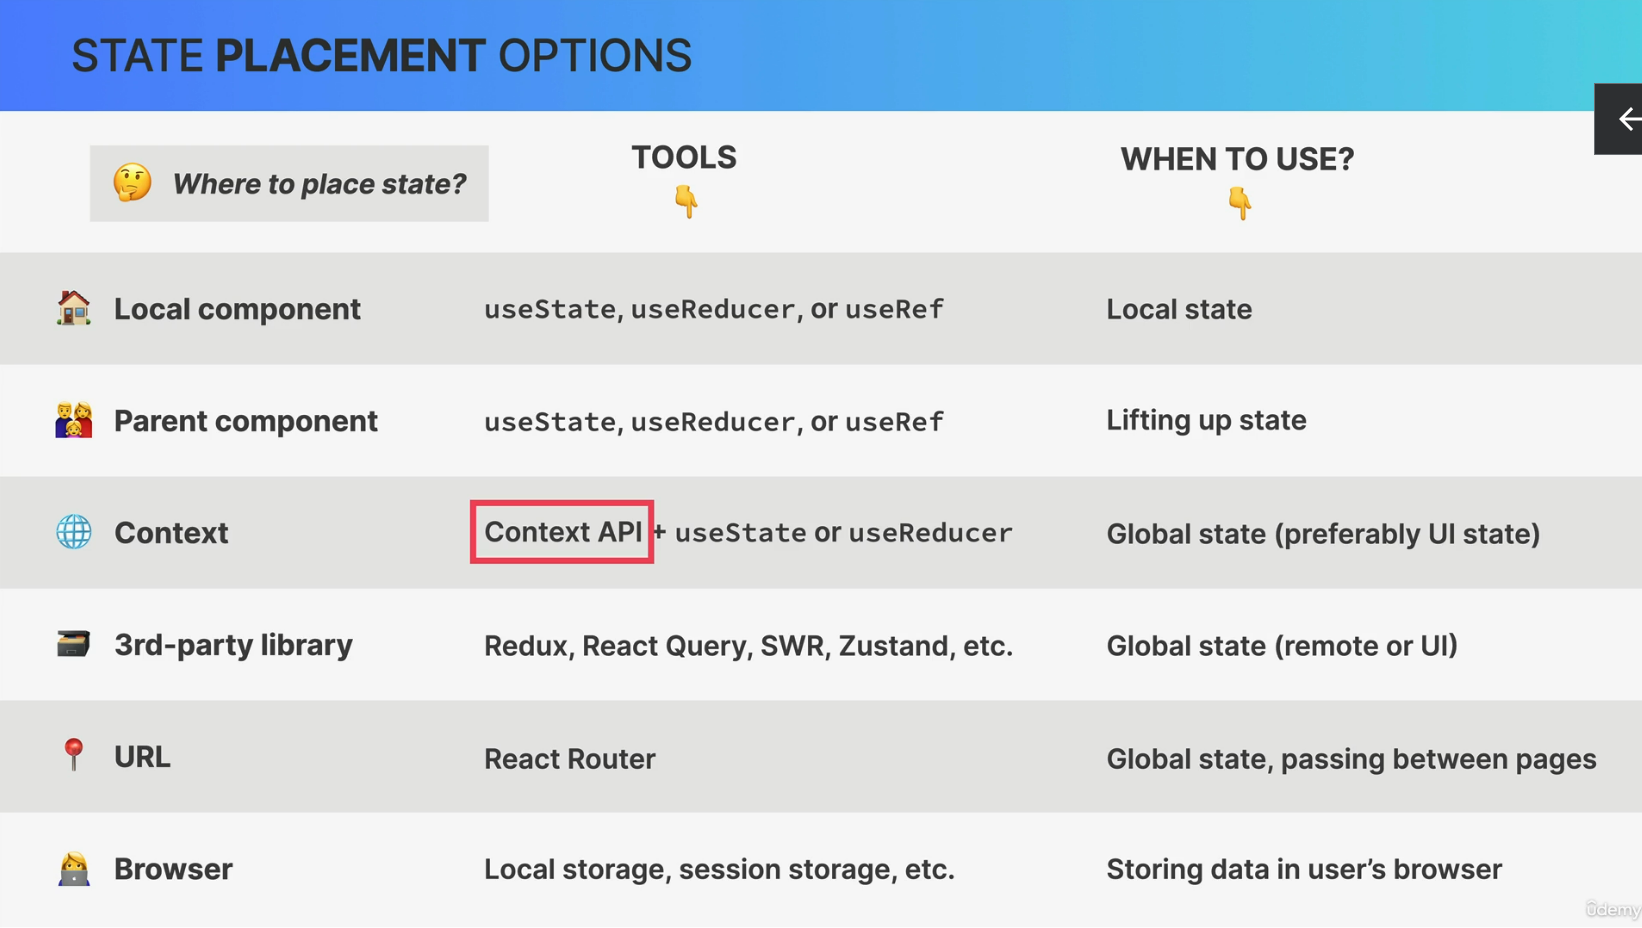 STATE PLACEMENT OPTIONS
Where to place state?
TOOLS
WHEN TO USE?
Local component
useState, useReducer, or useRef
Local state
Parent component
useState, useReducer, or useRef
Lifting up state
Context
Context API + useState or useReducer
Global state (preferably UI state)
3rd-party library
Redux, React Query, SWR, Zustand, etc.
Global state (remote or UI)
URL
React Router
Global state, passing between pages
Browser
Local storage, session storage, etc.
Storing data in user’s browser
ûdemy